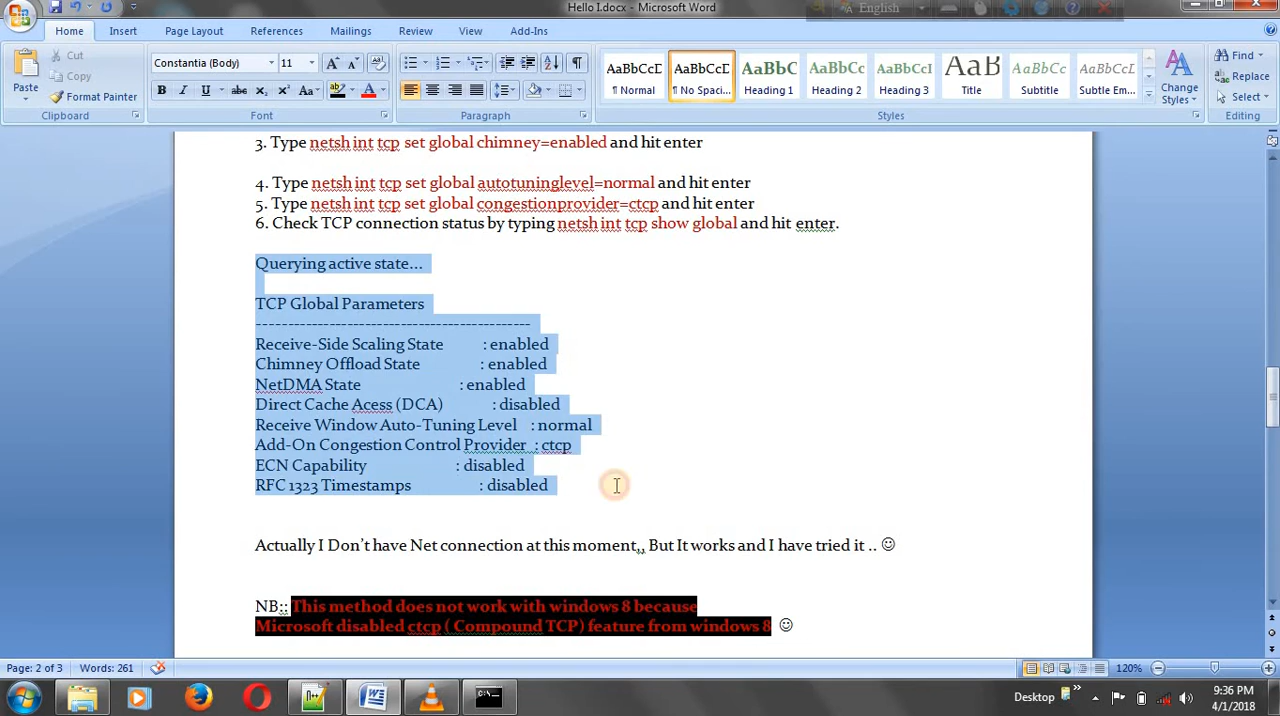 Hello I.docx - Microsoft Word
English
Home Insert Page Layout References Mailings Review View Add-Ins
Cut
Copy
Format Painter
Paste
Clipboard
Constantia (Body) 11
Font
Paragraph
AaBbCcD AaBbCcD AaBbC AaBbCc AaBbCcI AaB AaBbCc AaBbCc
¶ Normal ¶ No Spaci... Heading 1 Heading 2 Heading 3 Title Subtitle Subtle Em...
Change Styles
Styles
Find
Replace
Select
Editing
3. Type netsh int tcp set global chimney=enabled and hit enter
4. Type netsh int tcp set global autotuninglevel=normal and hit enter
5. Type netsh int tcp set global congestionprovider=ctcp and hit enter
6. Check TCP connection status by typing netsh int tcp show global and hit enter.
Querying active state...
TCP Global Parameters
----------------------------------------------
Receive-Side Scaling State : enabled
Chimney Offload State : enabled
NetDMA State : enabled
Direct Cache Acess (DCA) : disabled
Receive Window Auto-Tuning Level : normal
Add-On Congestion Control Provider : ctcp
ECN Capability : disabled
RFC 1323 Timestamps : disabled
Actually I Don't have Net connection at this moment,, But It works and I have tried it .. ☺
NB:: This method does not work with windows 8 because
Microsoft disabled ctcp ( Compound TCP) feature from windows 8 ☺
Page: 2 of 3 Words: 261 120%
Desktop 9:36 PM
4/1/2018